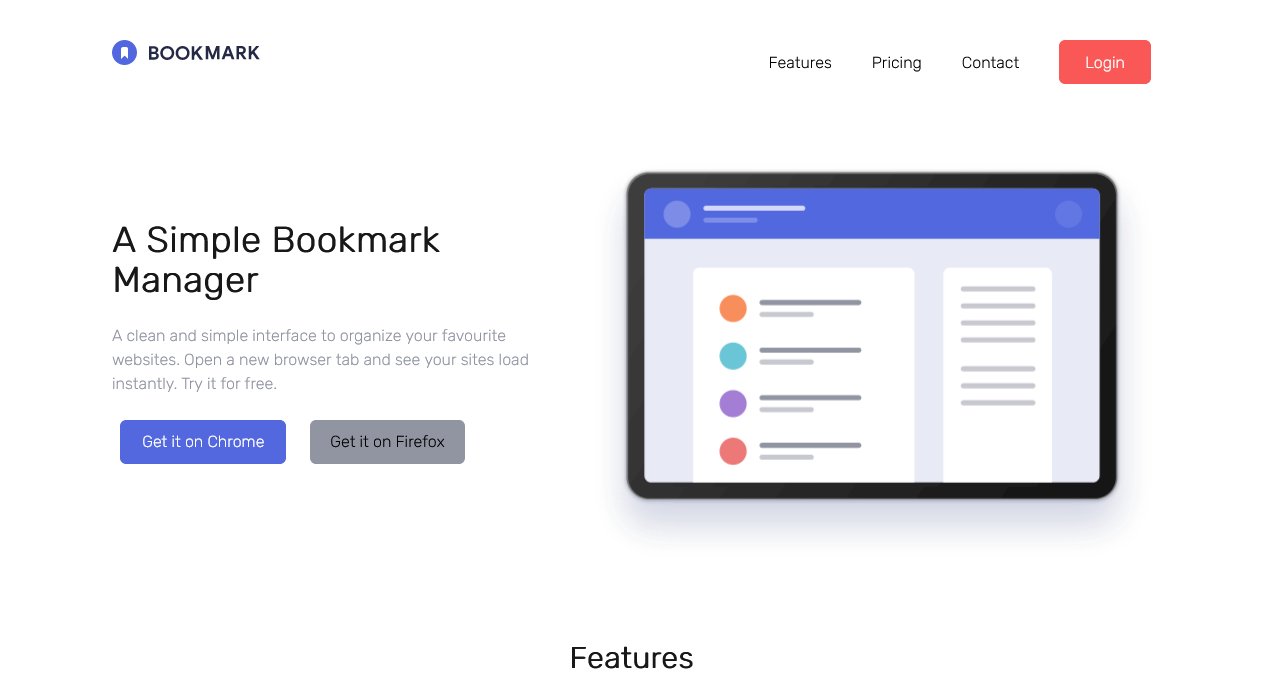 BOOKMARK
Features
Pricing
Contact
Login
A Simple Bookmark
Manager
A clean and simple interface to organize your favourite
websites. Open a new browser tab and see your sites load
instantly. Try it for free.
Get it on Chrome
Get it on Firefox
Features